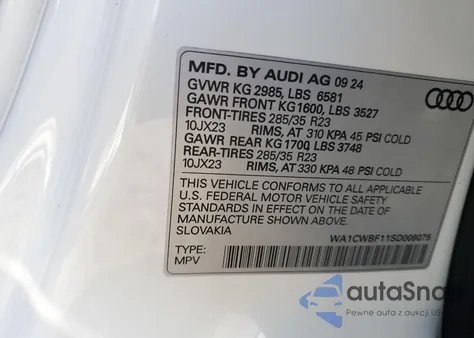 MFD. BY AUDI AG 09 24
GVWR KG 2985, LBS 6581
GAWR FRONT KG1600, LBS 3527
FRONT-TIRES 285/35 R23
10JX23 RIMS, AT 310 KPA 45 PSI COLD
GAWR REAR KG 1700, LBS 3748
REAR-TIRES 285/35 R23
10JX23 RIMS, AT 330 KPA 48 PSI COLD
THIS VEHICLE CONFORMS TO ALL APPLICABLE
U.S. FEDERAL MOTOR VEHICLE SAFETY
STANDARDS IN EFFECT ON THE DATE OF
MANUFACTURE SHOWN ABOVE.
SLOVAKIA WA1CWBF11SD009075
TYPE:
MPV
autoSnap
Pewne auta z aukcji US